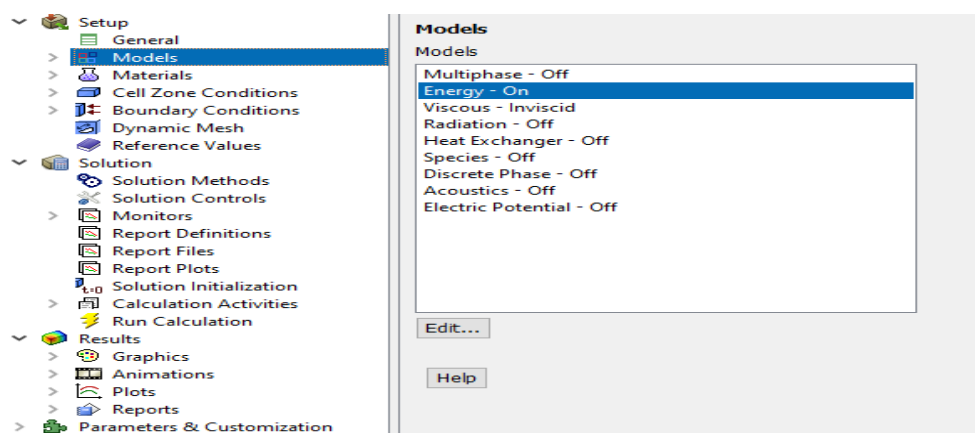 Setup
General
Models
Materials
Cell Zone Conditions
Boundary Conditions
Dynamic Mesh
Reference Values
Solution
Solution Methods
Solution Controls
Monitors
Report Definitions
Report Files
Report Plots
t=0 Solution Initialization
Calculation Activities
Run Calculation
Results
Graphics
Animations
Plots
Reports
Parameters & Customization
Models
Models
Multiphase - Off
Energy - On
Viscous - Inviscid
Radiation - Off
Heat Exchanger - Off
Species - Off
Discrete Phase - Off
Acoustics - Off
Electric Potential - Off
Edit...
Help